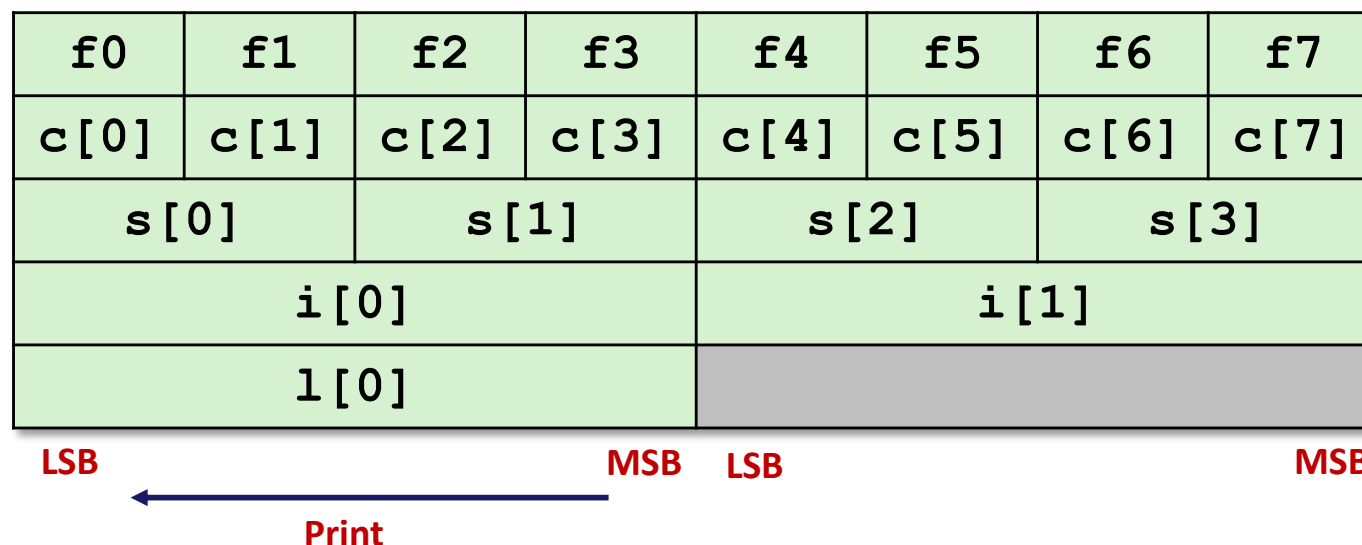 f0 f1 f2 f3 f4 f5 f6 f7
c[0] c[1] c[2] c[3] c[4] c[5] c[6] c[7]
s[0] s[1] s[2] s[3]
i[0] i[1]
l[0]
LSB MSB LSB MSB
Print